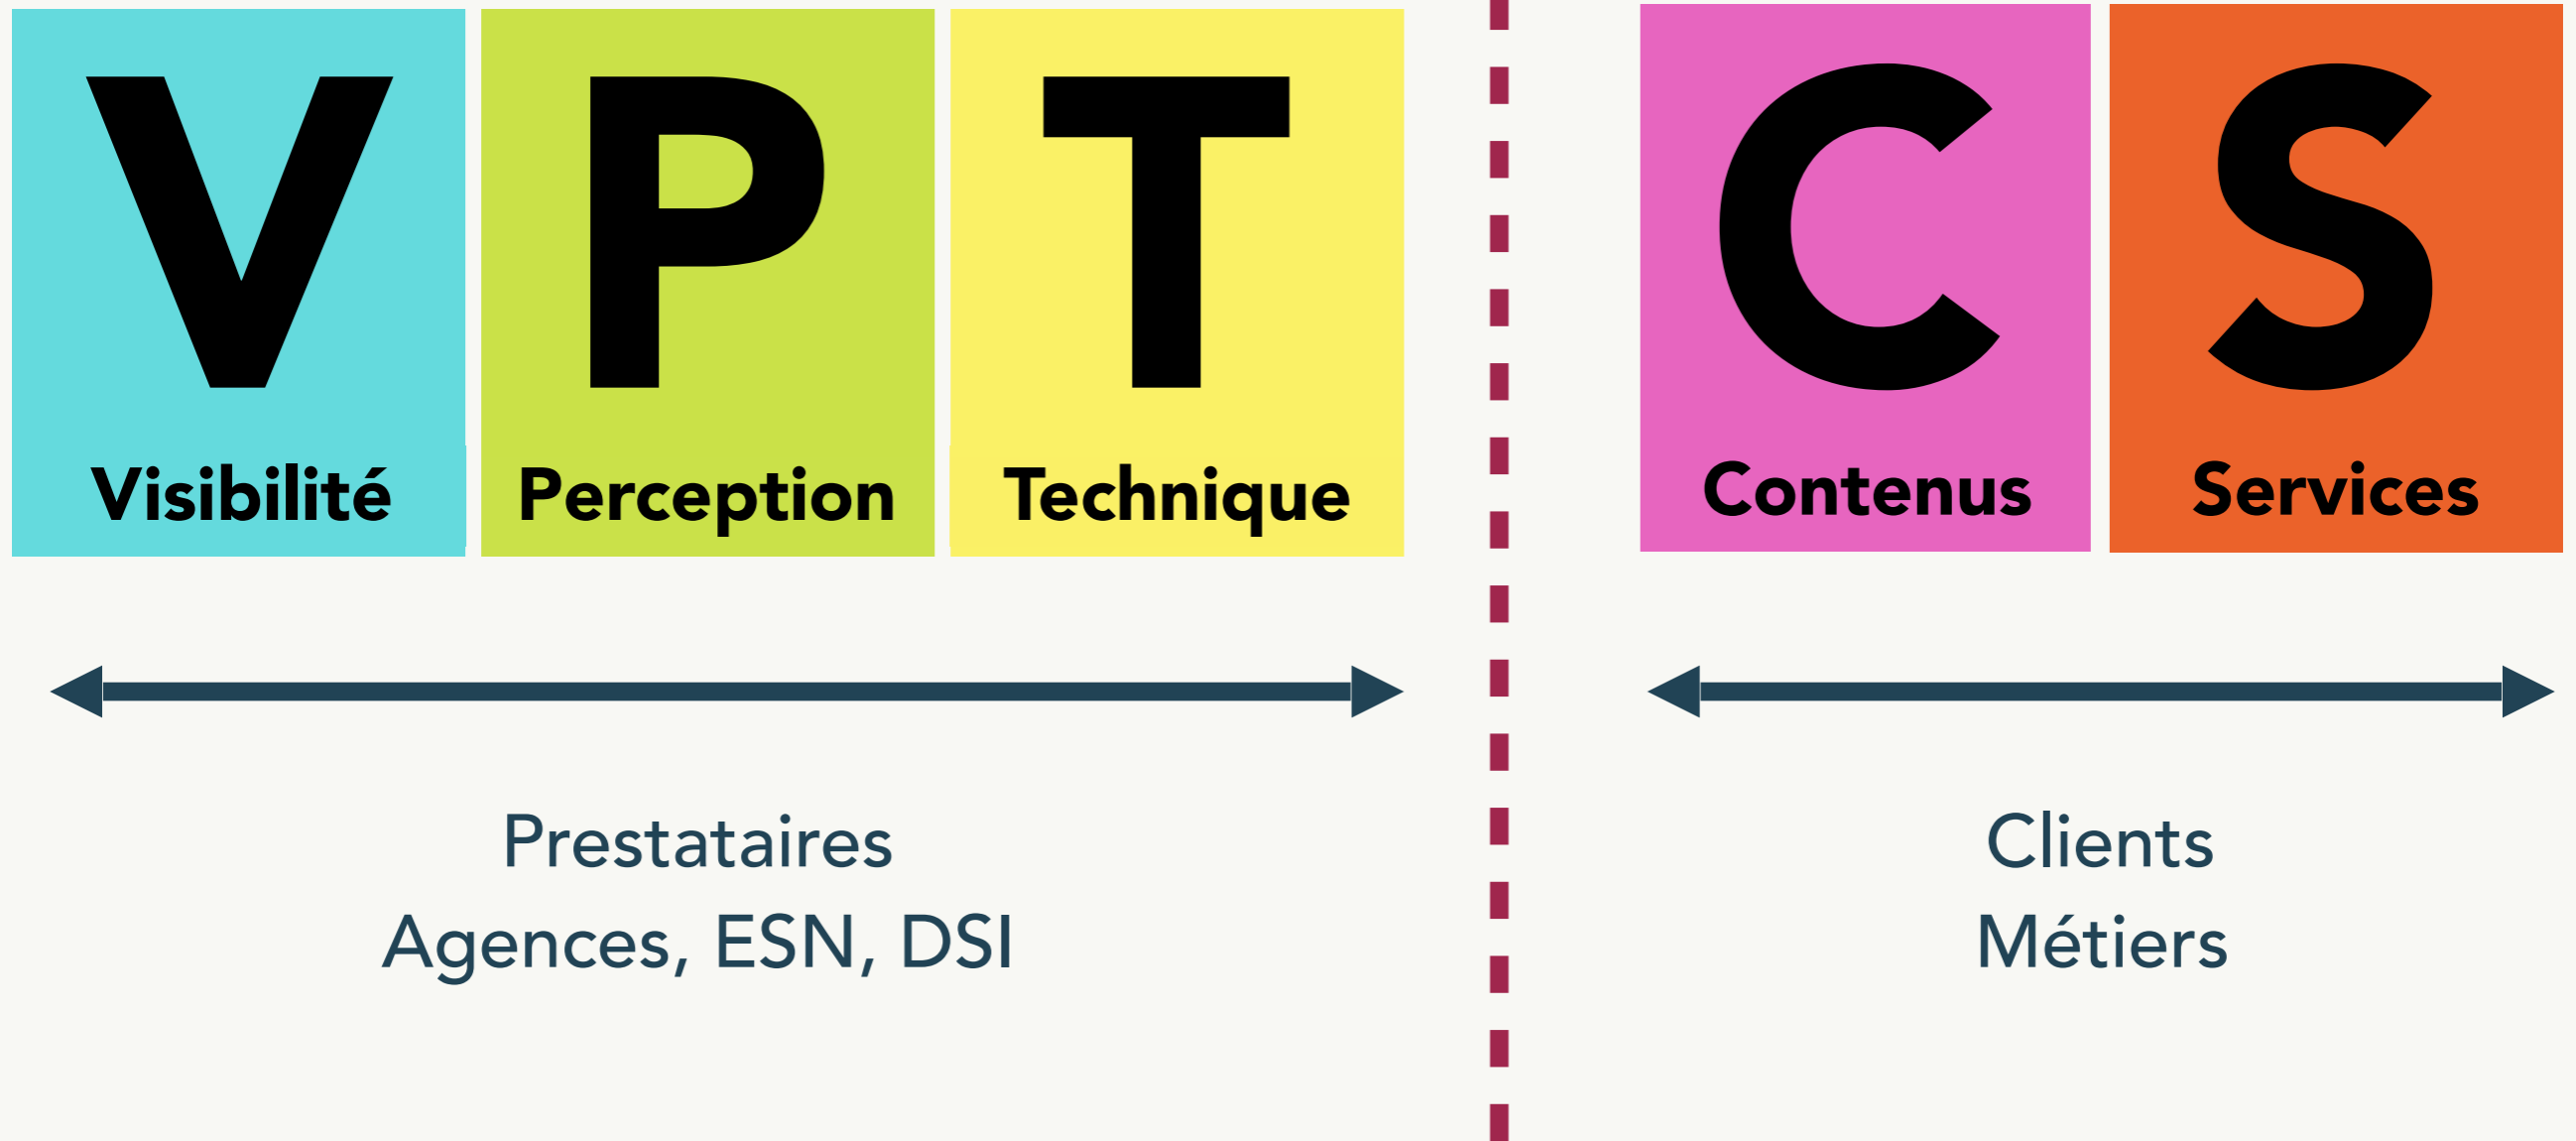 V P T C S
Visibilité Perception Technique Contenus Services
Prestataires
Agences, ESN, DSI
Clients
Métiers